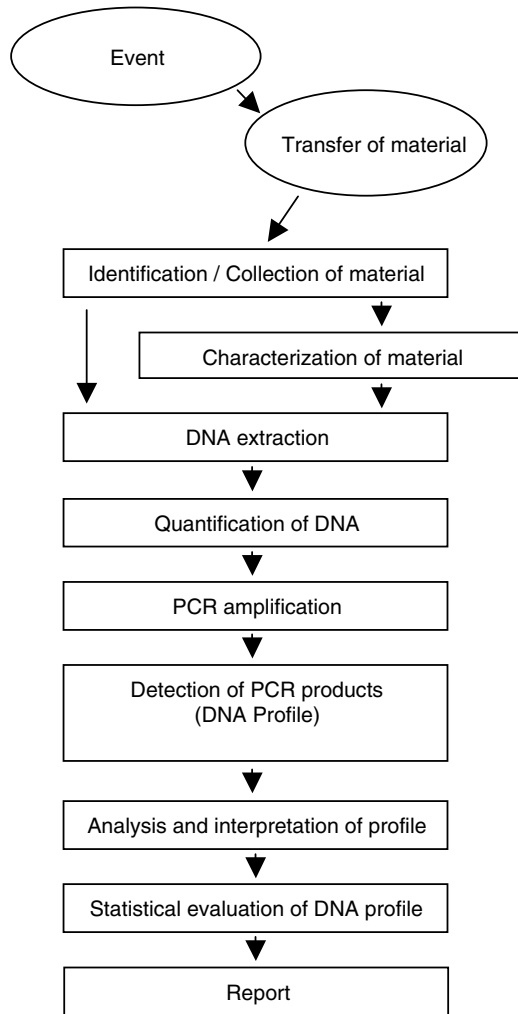 Event
Transfer of material
Identification / Collection of material
Characterization of material
DNA extraction
Quantification of DNA
PCR amplification
Detection of PCR products
(DNA Profile)
Analysis and interpretation of profile
Statistical evaluation of DNA profile
Report